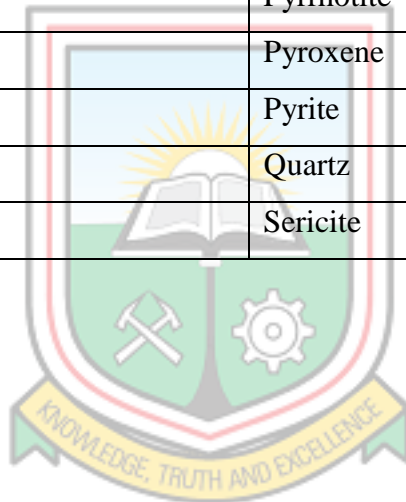 Pyrrhotite
Pyroxene
Pyrite
Quartz
Sericite
KNOWLEDGE, TRUTH AND EXCELLENCE